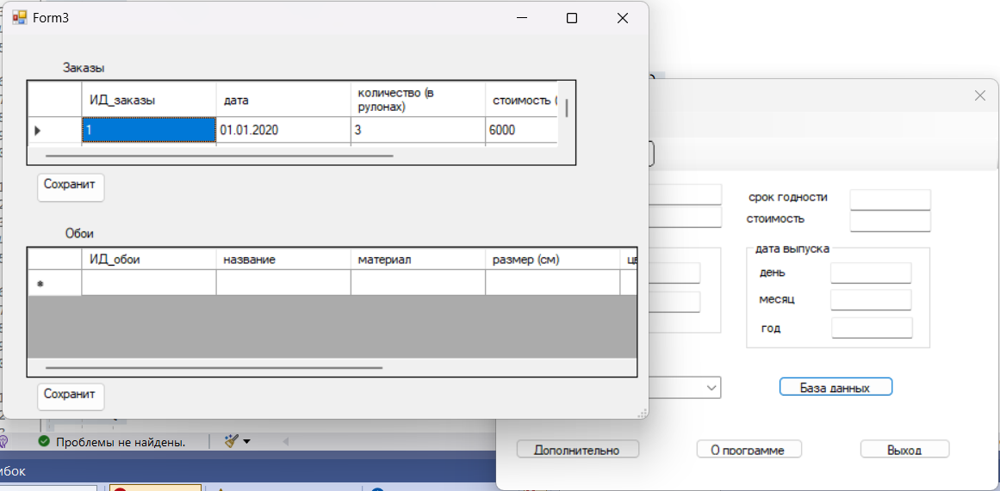 Form3
Заказы
ИД_заказы дата количество (в рулонах) стоимость (
1 01.01.2020 3 6000
Сохранит
Обои
ИД_обои название материал размер (см) цв
*
Сохранит
срок годности
стоимость
дата выпуска
день
месяц
год
База данных
Дополнительно О программе Выход
Проблемы не найдены.
ибок